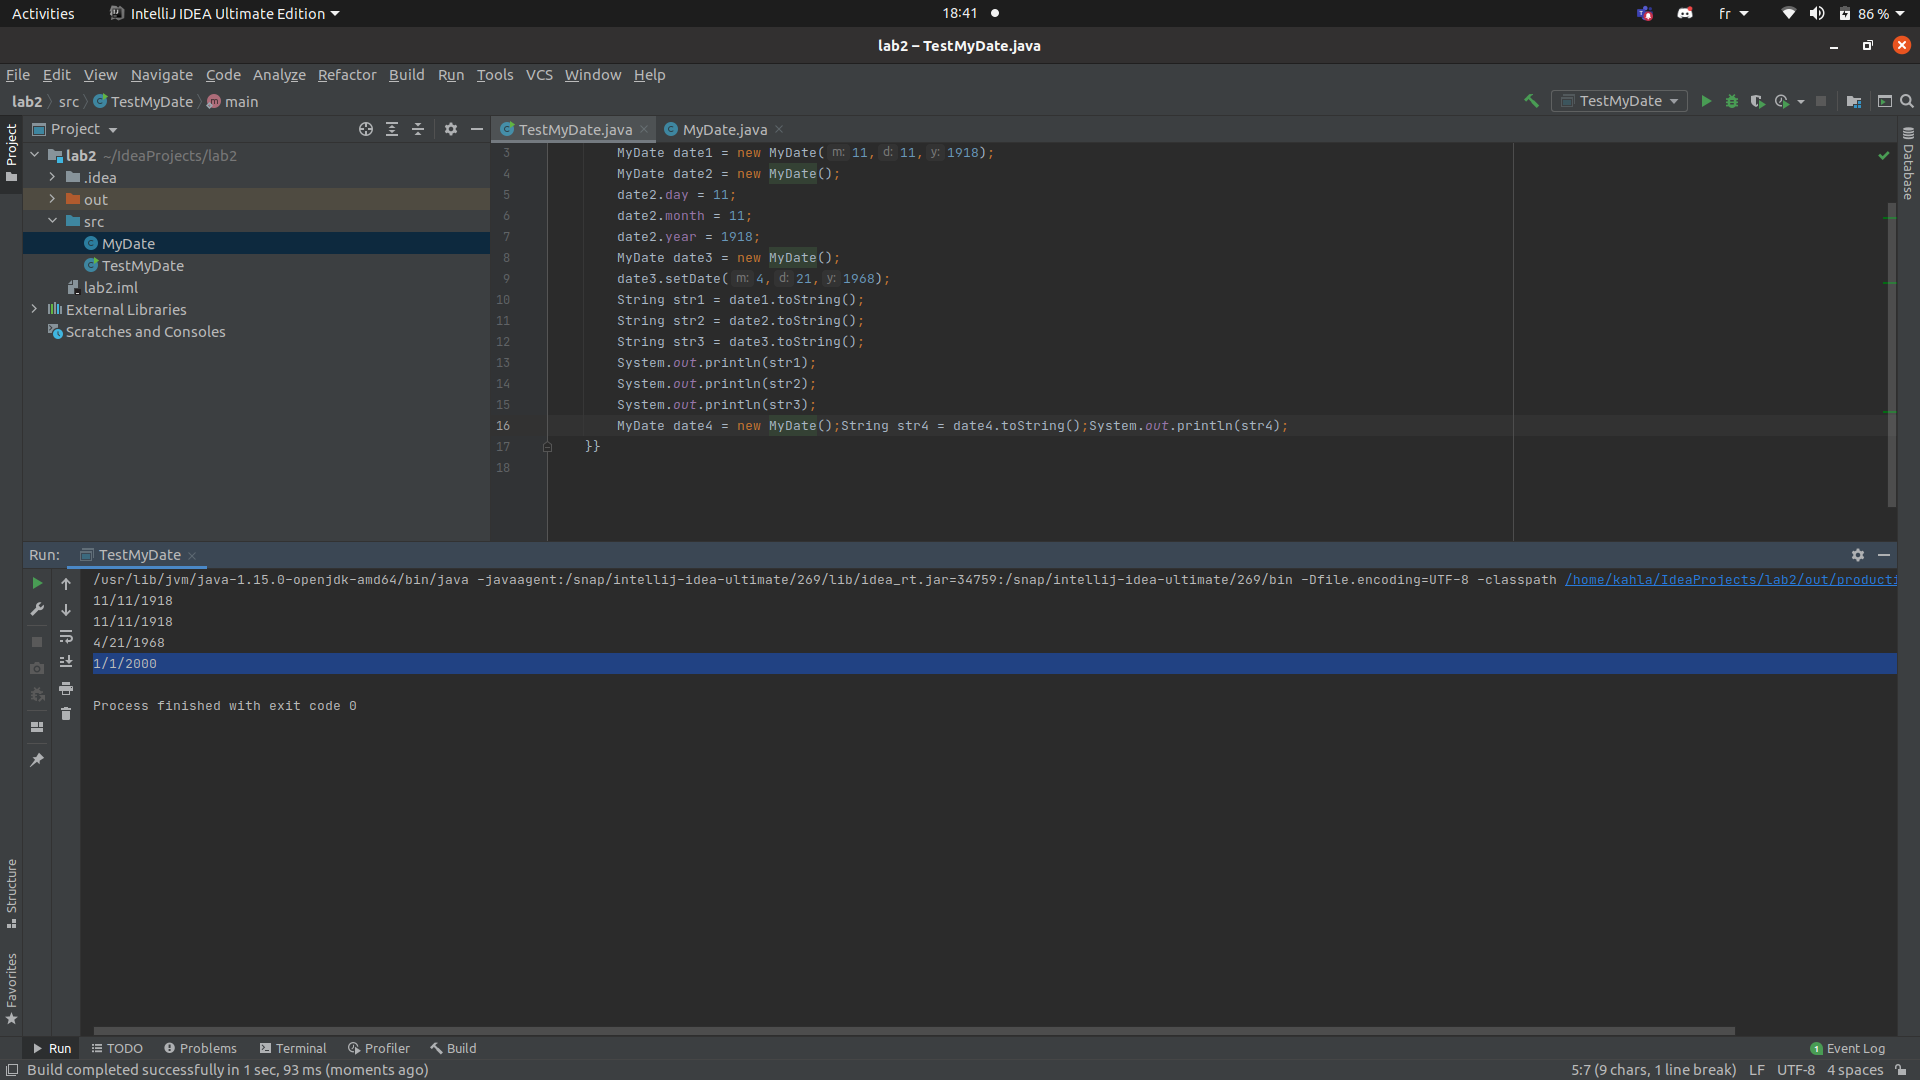 Activities IntelliJ IDEA Ultimate Edition 18:41 fr 86 %
lab2 – TestMyDate.java
File Edit View Navigate Code Analyze Refactor Build Run Tools VCS Window Help
lab2 src TestMyDate main TestMyDate
Project
Project
TestMyDate.java
MyDate.java
lab2 ~/IdeaProjects/lab2
.idea
out
src
MyDate
TestMyDate
lab2.iml
External Libraries
Scratches and Consoles
3 MyDate date1 = new MyDate( m: 11, d: 11, y: 1918);
4 MyDate date2 = new MyDate();
5 date2.day = 11;
6 date2.month = 11;
7 date2.year = 1918;
8 MyDate date3 = new MyDate();
9 date3.setDate( m: 4, d: 21, y: 1968);
10 String str1 = date1.toString();
11 String str2 = date2.toString();
12 String str3 = date3.toString();
13 System.out.println(str1);
14 System.out.println(str2);
15 System.out.println(str3);
16 MyDate date4 = new MyDate();String str4 = date4.toString();System.out.println(str4);
17 }}
18
Database
Run: TestMyDate
/usr/lib/jvm/java-1.15.0-openjdk-amd64/bin/java -javaagent:/snap/intellij-idea-ultimate/269/lib/idea_rt.jar=34759:/snap/intellij-idea-ultimate/269/bin -Dfile.encoding=UTF-8 -classpath /home/kahla/IdeaProjects/lab2/out/producti
11/11/1918
11/11/1918
4/21/1968
1/1/2000
Process finished with exit code 0
Structure
Favorites
Run TODO Problems Terminal Profiler Build 1 Event Log
Build completed successfully in 1 sec, 93 ms (moments ago) 5:7 (9 chars, 1 line break) LF UTF-8 4 spaces